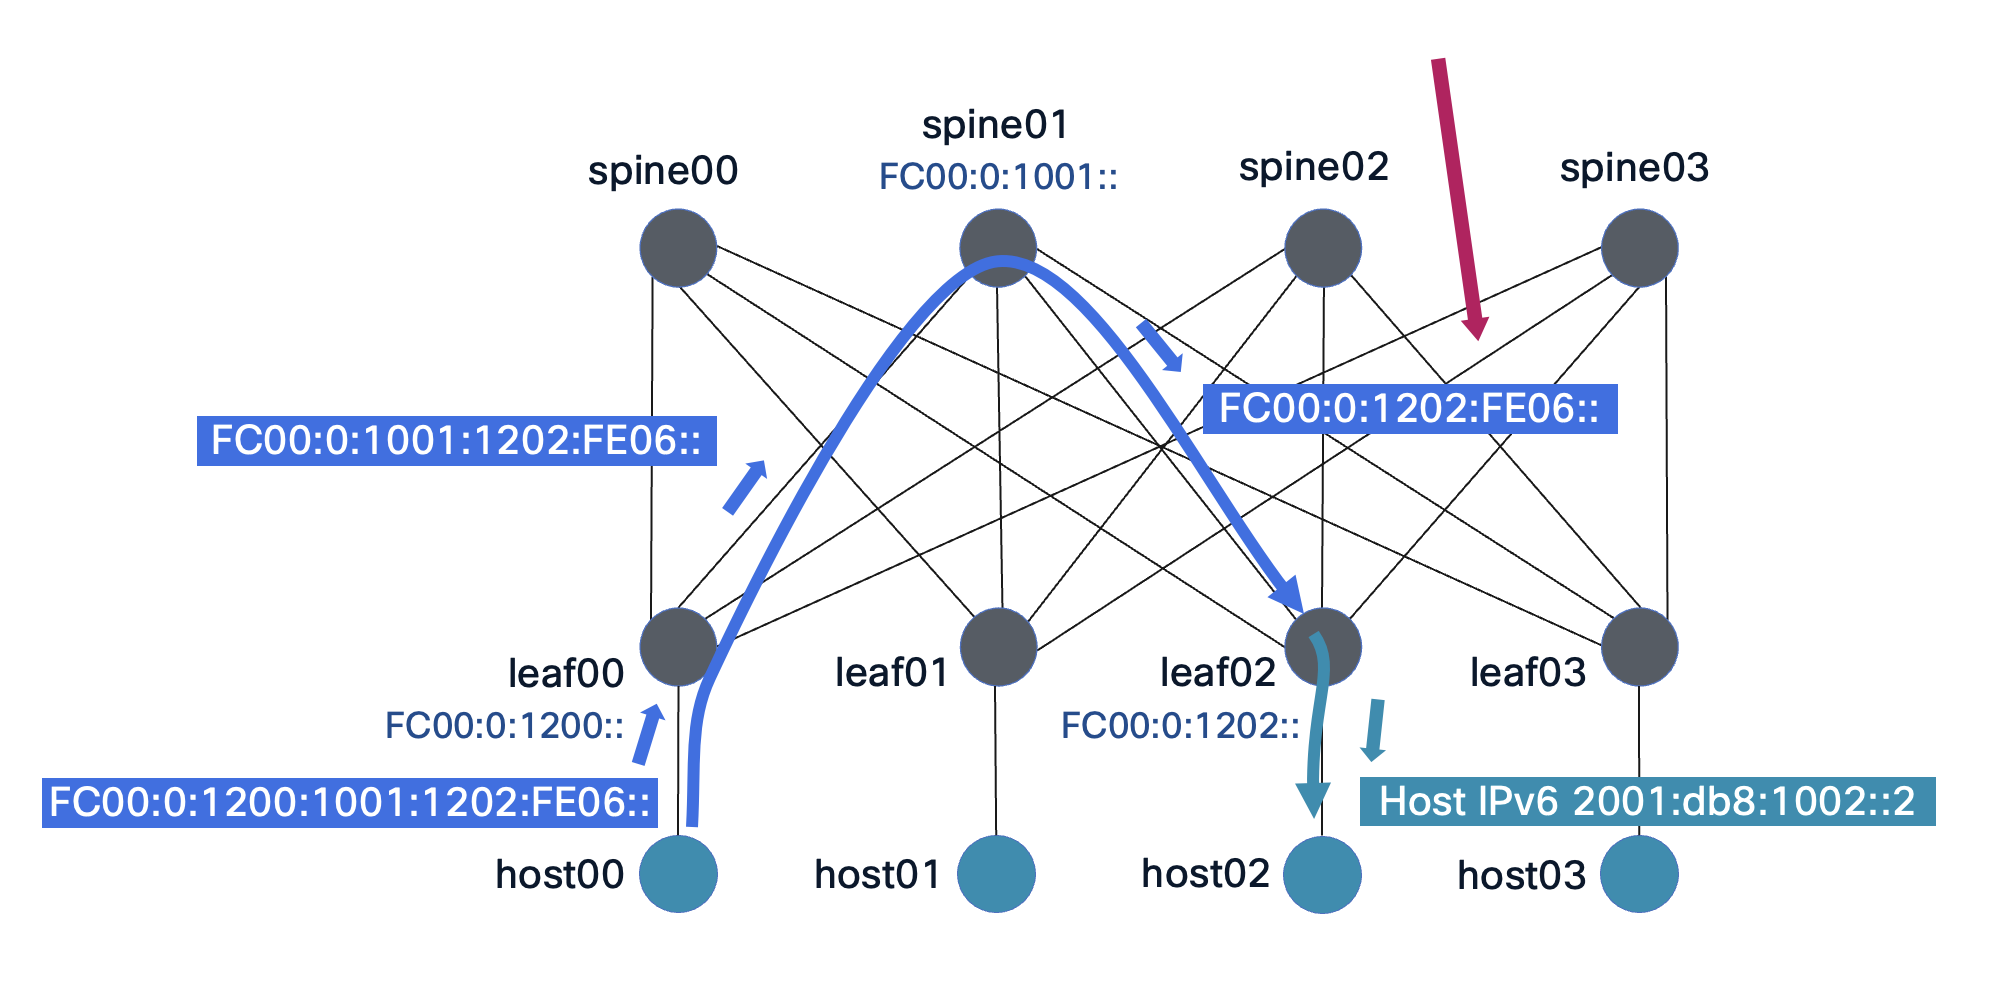 spine00
spine01
FC00:0:1001::
spine02
spine03
FC00:0:1001:1202:FE06::
FC00:0:1202:FE06::
leaf00
FC00:0:1200::
leaf01
leaf02
FC00:0:1202::
leaf03
FC00:0:1200:1001:1202:FE06::
Host IPv6 2001:db8:1002::2
host00
host01
host02
host03